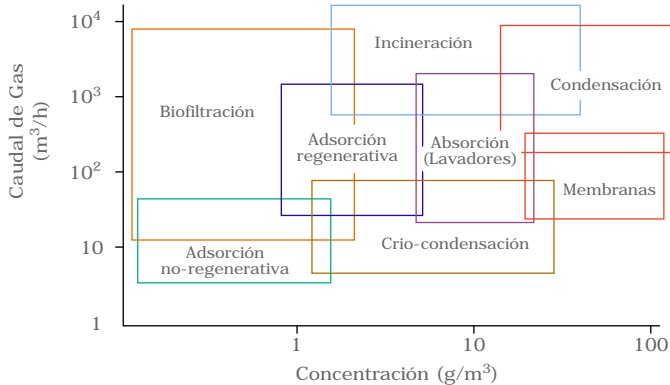 Caudal de Gas
(m³/h)
10⁴
10³
10²
10
1
Incineración
Condensación
Biofiltración
Adsorción
regenerativa
Absorción
(Lavadores)
Membranas
Crio-condensación
Adsorción
no-regenerativa
1
10
100
Concentración (g/m³)